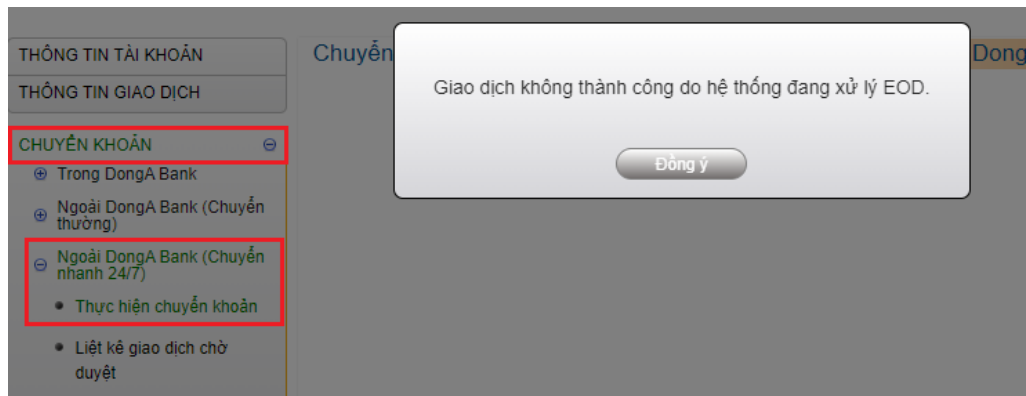 THÔNG TIN TÀI KHOẢN
THÔNG TIN GIAO DỊCH
CHUYỂN KHOẢN
Trong DongA Bank
Ngoài DongA Bank (Chuyển
thường)
Ngoài DongA Bank (Chuyển
nhanh 24/7)
Thực hiện chuyển khoản
Liệt kê giao dịch chờ
duyệt
Chuyển
Dong
Giao dịch không thành công do hệ thống đang xử lý EOD.
Đồng ý